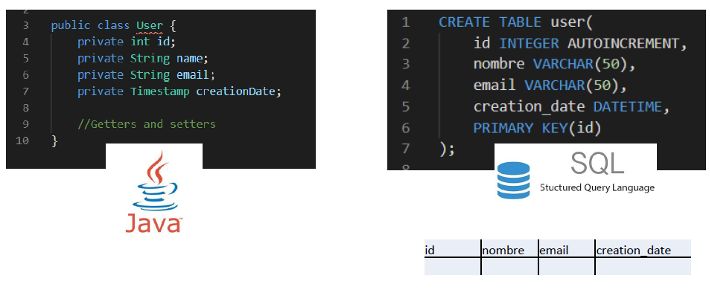 3 public class User {
4 private int id;
5 private String name;
6 private String email;
7 private Timestamp creationDate;
8
9 //Getters and setters
10 }
Java
1 CREATE TABLE user(
2 id INTEGER AUTOINCREMENT,
3 nombre VARCHAR(50),
4 email VARCHAR(50),
5 creation_date DATETIME,
6 PRIMARY KEY(id)
7 );
SQL
Stuctured Query Language
id nombre email creation_date